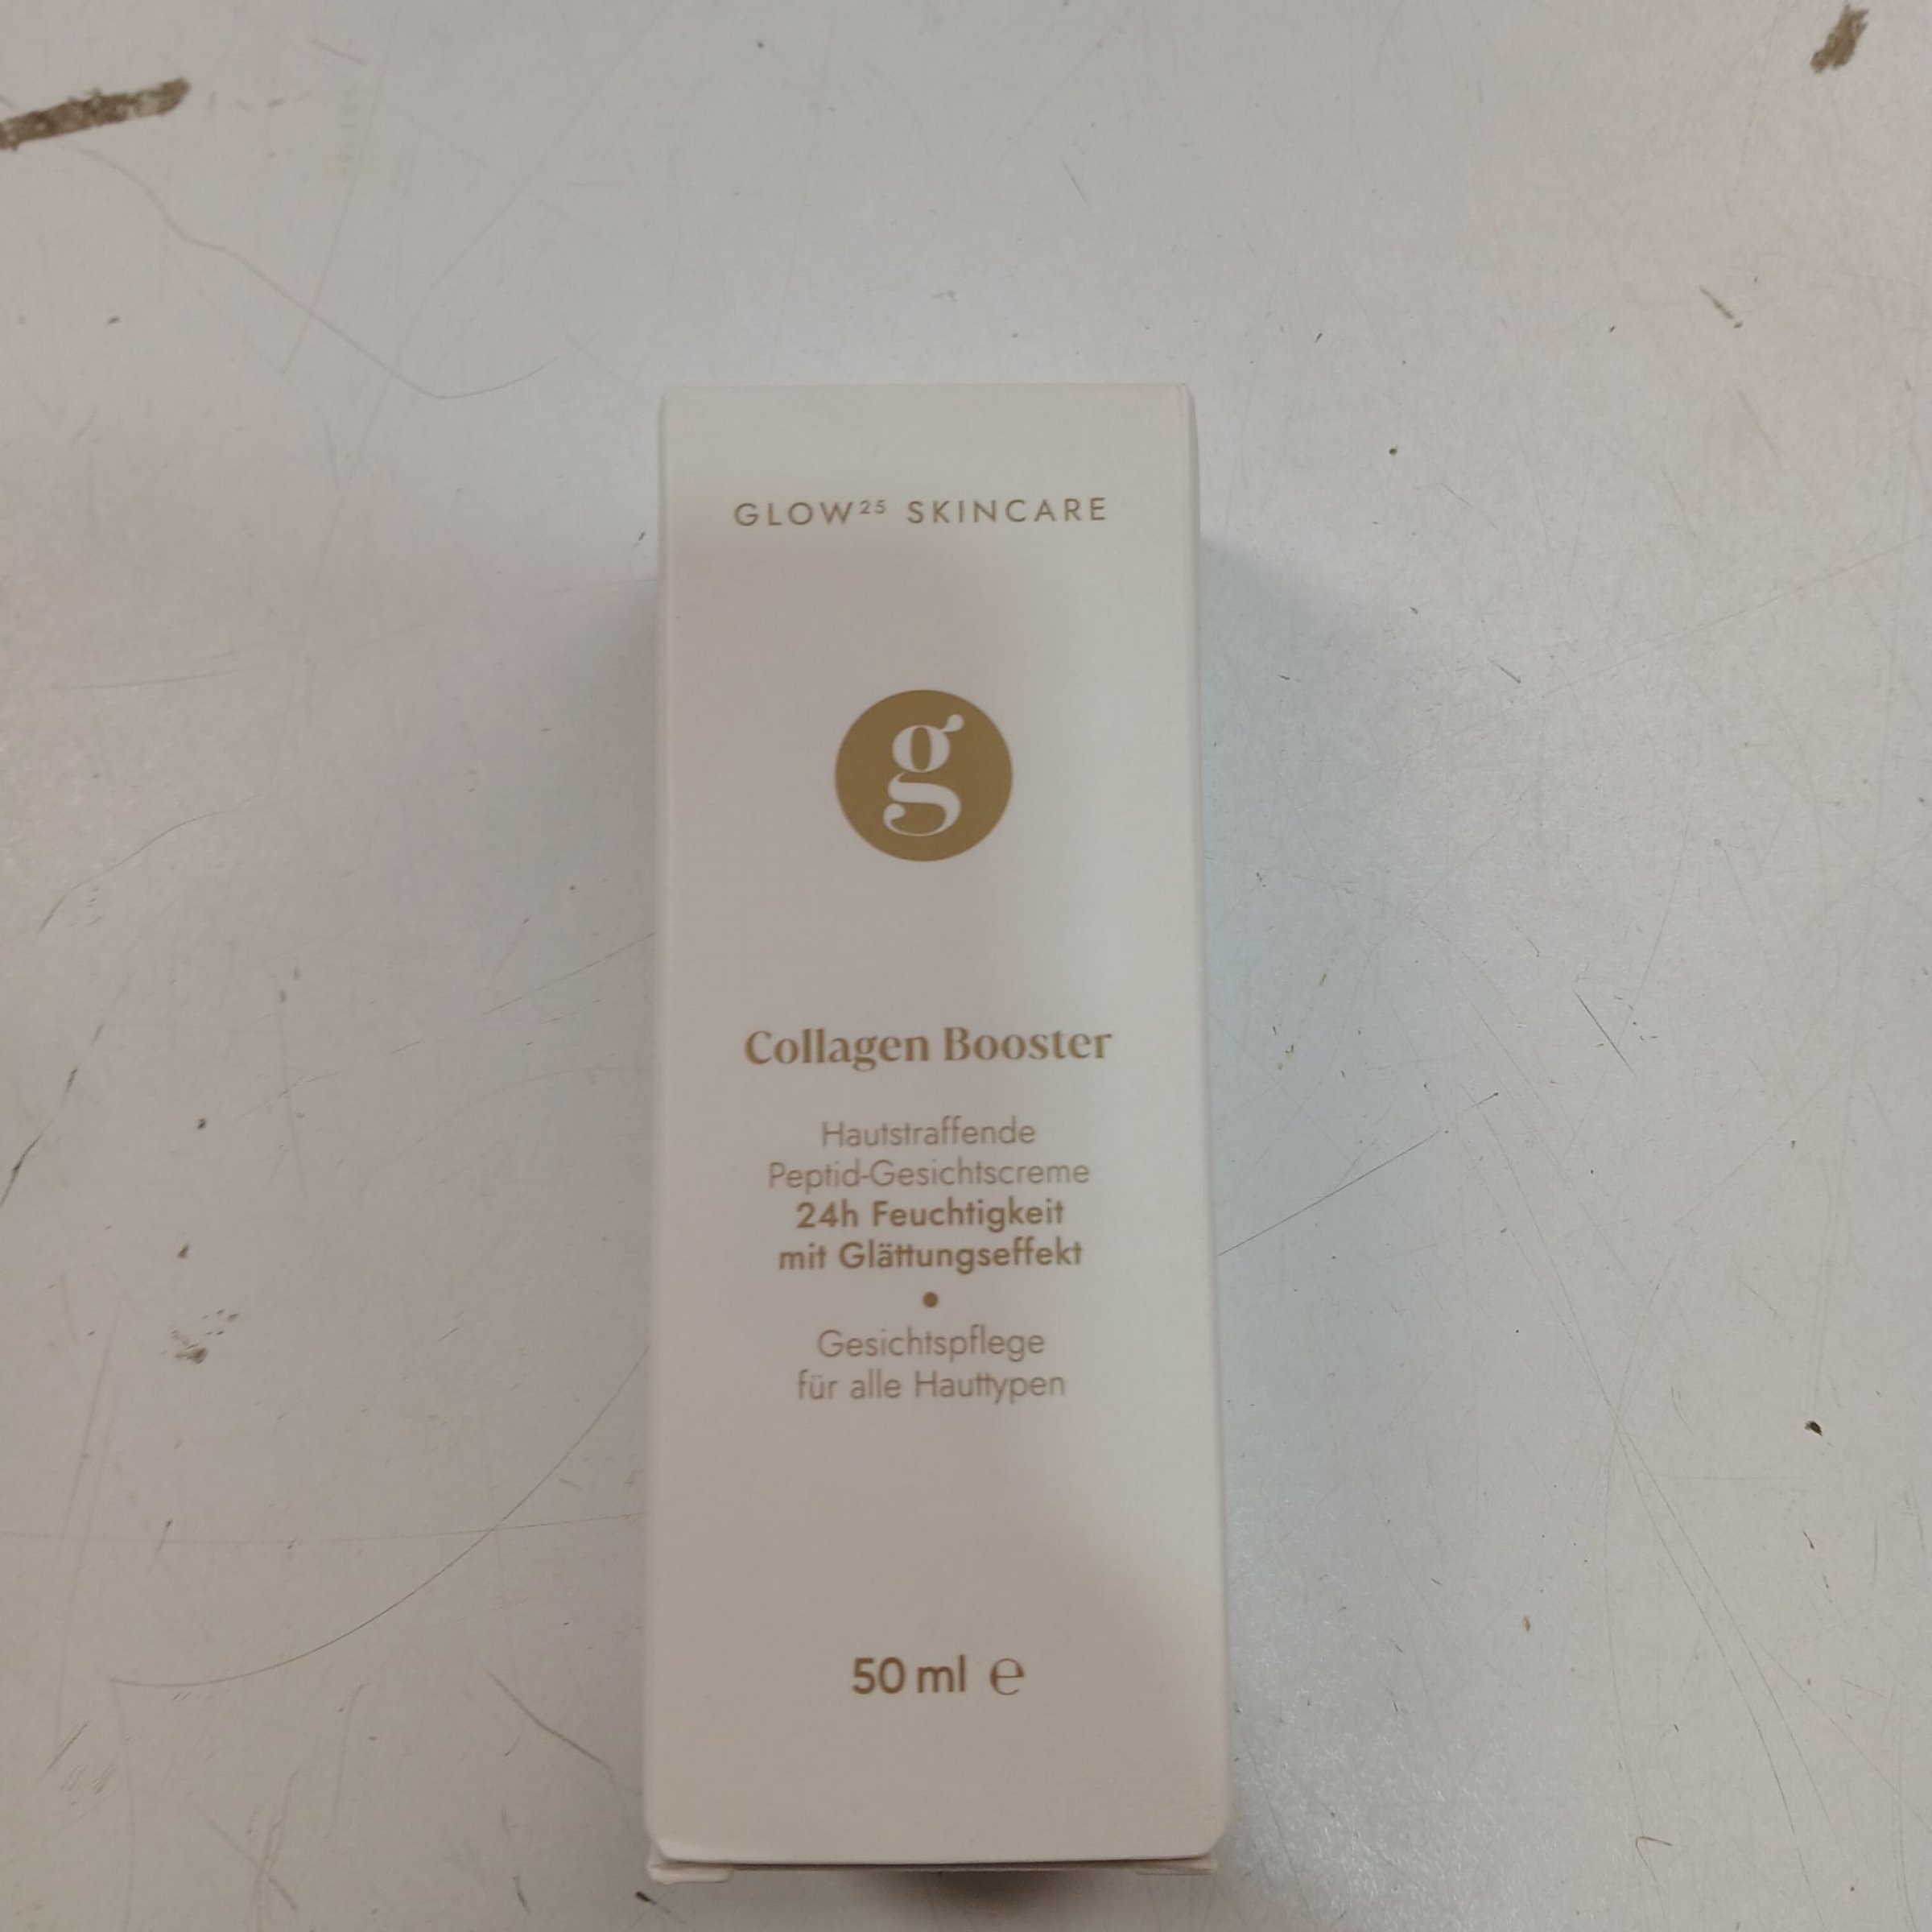 GLOW²⁵ SKINCARE
g
Collagen Booster
Hautstraffende
Peptid-Gesichtscreme
24h Feuchtigkeit
mit Glättungseffekt
•
Gesichtspflege
für alle Hauttypen
50 ml ℮